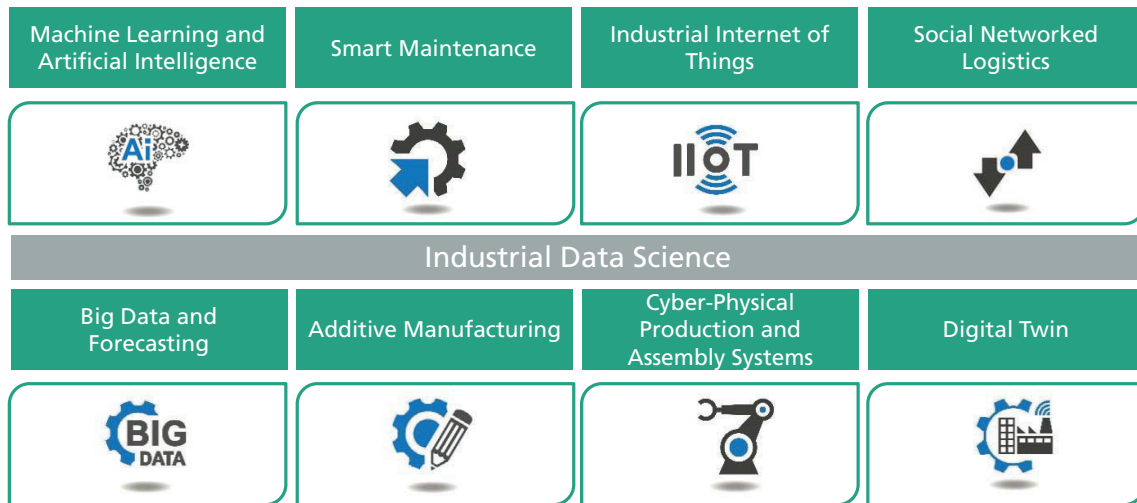 Machine Learning and
Artificial Intelligence
Smart Maintenance
Industrial Internet of
Things
Social Networked
Logistics
Ai
IIOT
Industrial Data Science
Big Data and
Forecasting
Additive Manufacturing
Cyber-Physical
Production and
Assembly Systems
Digital Twin
BIG
DATA